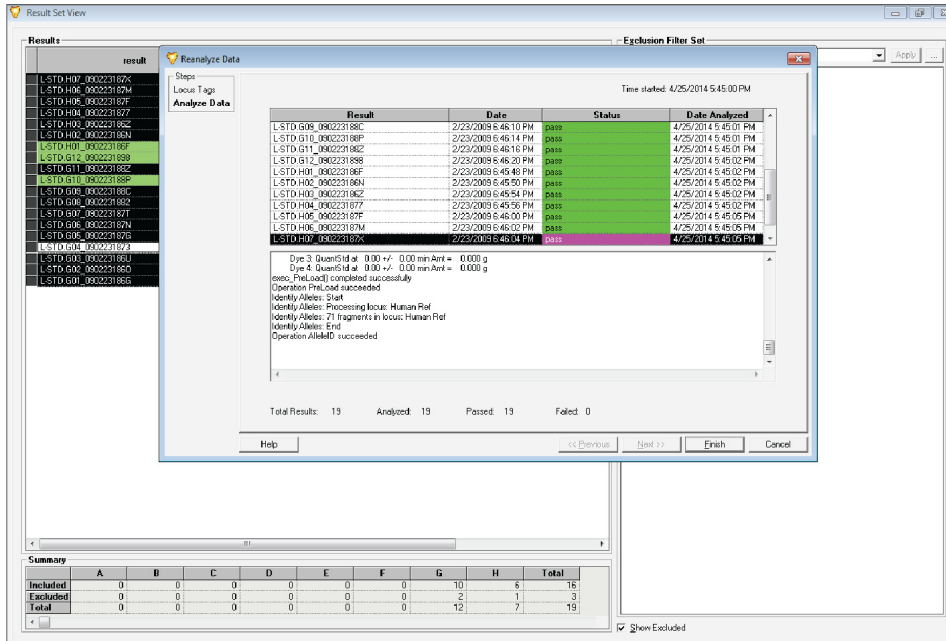 Result Set View
Results
result
L-STD.H07_090223187X
L-STD.H06_090223187M
L-STD.H05_090223187F
L-STD.H04_0902231877
L-STD.H03_090223186Z
L-STD.H02_090223186N
L-STD.H01_090223186F
L-STD.G12_0902231898
L-STD.G11_090223188Z
L-STD.G10_090223188P
L-STD.G09_090223188C
L-STD.G08_0902231882
L-STD.G07_090223187T
L-STD.G06_090223187N
L-STD.G05_090223187G
L-STD.G04_0902231873
L-STD.G03_090223186U
L-STD.G02_090223186O
L-STD.G01_090223186G
Exclusion Filter Set
Apply ...
Reanalyze Data
Steps
Locus Tags
Analyze Data
Time started: 4/25/2014 5:45:00 PM
Result Date Status Date Analyzed
L-STD.G09_090223188C 2/23/2009 6:46:10 PM pass 4/25/2014 5:45:01 PM
L-STD.G10_090223188P 2/23/2009 6:46:14 PM pass 4/25/2014 5:45:01 PM
L-STD.G11_090223188Z 2/23/2009 6:46:16 PM pass 4/25/2014 5:45:01 PM
L-STD.G12_0902231898 2/23/2009 6:46:20 PM pass 4/25/2014 5:45:02 PM
L-STD.H01_090223186F 2/23/2009 6:45:48 PM pass 4/25/2014 5:45:02 PM
L-STD.H02_090223186N 2/23/2009 6:45:50 PM pass 4/25/2014 5:45:02 PM
L-STD.H03_090223186Z 2/23/2009 6:45:54 PM pass 4/25/2014 5:45:02 PM
L-STD.H04_0902231877 2/23/2009 6:45:56 PM pass 4/25/2014 5:45:02 PM
L-STD.H05_090223187F 2/23/2009 6:46:00 PM pass 4/25/2014 5:45:05 PM
L-STD.H06_090223187M 2/23/2009 6:46:02 PM pass 4/25/2014 5:45:05 PM
L-STD.H07_090223187X 2/23/2009 6:46:04 PM pass 4/25/2014 5:45:05 PM
Dye 3: QuantStd at 0.00 +/- 0.00 min Amt = 0.000 g
Dye 4: QuantStd at 0.00 +/- 0.00 min Amt = 0.000 g
exec_PreLoad() completed successfully
Operation PreLoad succeeded
Identify Alleles: Start
Identify Alleles: Processing locus: Human Ref
Identify Alleles: 71 fragments in locus: Human Ref
Identify Alleles: End
Operation AlleleID succeeded
Total Results: 19 Analyzed: 19 Passed: 19 Failed: 0
Help << Previous Next >> Finish Cancel
Summary
A B C D E F G H Total
Included 0 0 0 0 0 0 10 6 16
Excluded 0 0 0 0 0 0 2 1 3
Total 0 0 0 0 0 0 12 7 19
Show Excluded